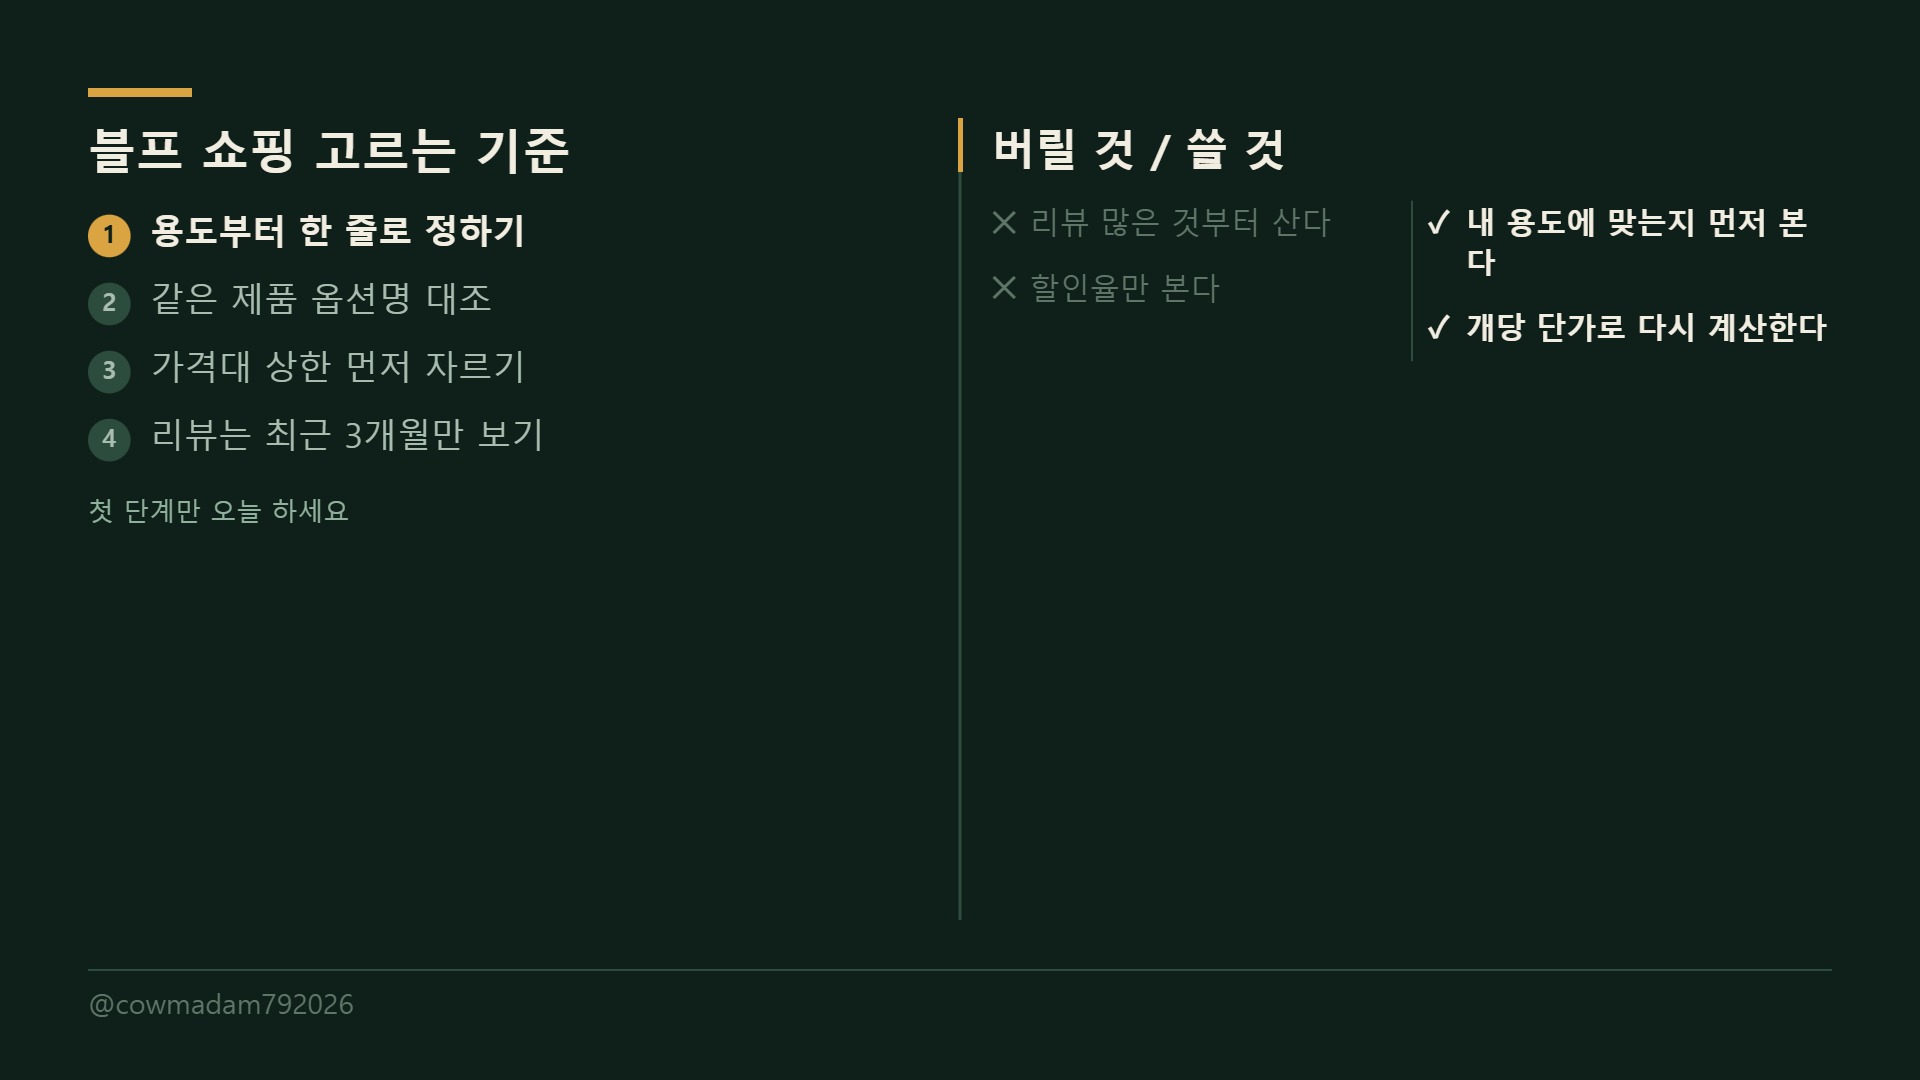 블프 쇼핑 고르는 기준
1 용도부터 한 줄로 정하기
2 같은 제품 옵션명 대조
3 가격대 상한 먼저 자르기
4 리뷰는 최근 3개월만 보기
첫 단계만 오늘 하세요
버릴 것 / 쓸 것
✕ 리뷰 많은 것부터 산다
✕ 할인율만 본다
✓ 내 용도에 맞는지 먼저 본
다
✓ 개당 단가로 다시 계산한다
@cowmadam792026